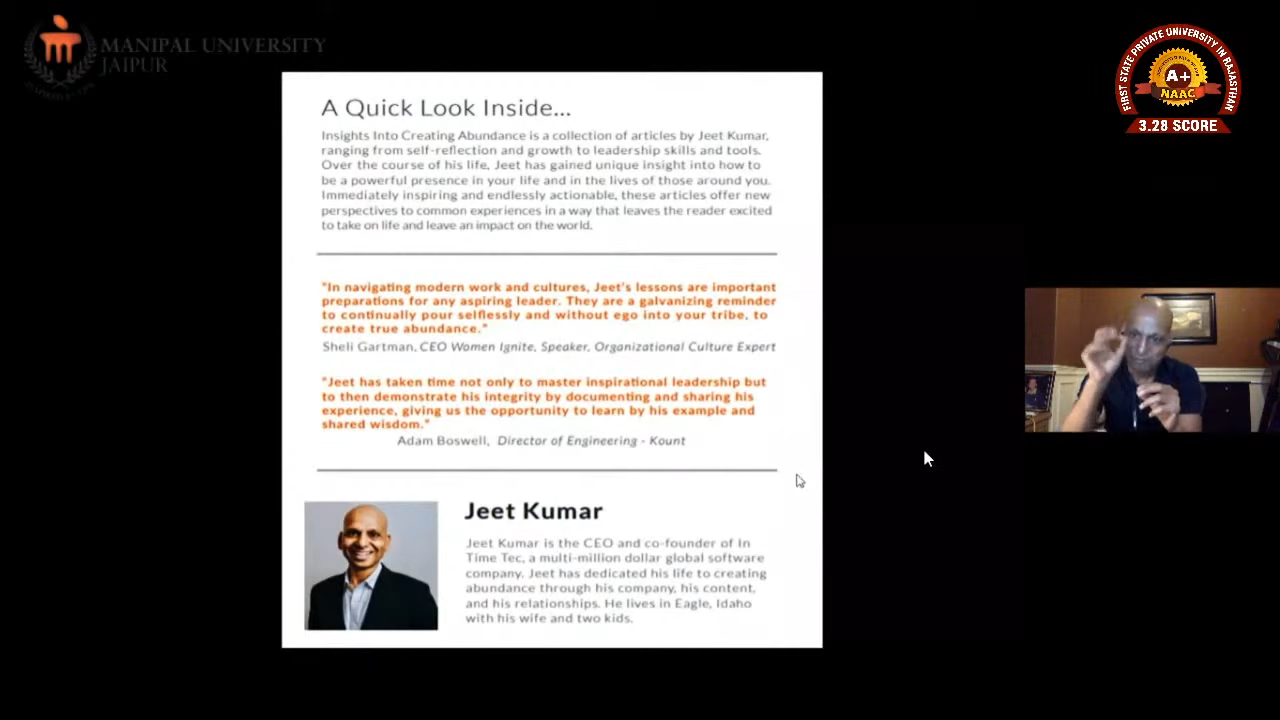 MANIPAL UNIVERSITY
JAIPUR
FIRST STATE PRIVATE UNIVERSITY IN RAJASTHAN
A+
NAAC
3.28 SCORE
A Quick Look Inside...
Insights Into Creating Abundance is a collection of articles by Jeet Kumar,
ranging from self-reflection and growth to leadership skills and tools.
Over the course of his life, Jeet has gained unique insight into how to
be a powerful presence in your life and in the lives of those around you.
Immediately inspiring and endlessly actionable, these articles offer new
perspectives to common experiences in a way that leaves the reader excited
to take on life and leave an impact on the world.
"In navigating modern work and cultures, Jeet's lessons are important
preparations for any aspiring leader. They are a galvanizing reminder
to continually pour selflessly and without ego into your tribe, to
create true abundance."
Sheli Gartman, CEO Women Ignite, Speaker, Organizational Culture Expert
"Jeet has taken time not only to master inspirational leadership but
to then demonstrate his integrity by documenting and sharing his
experience, giving us the opportunity to learn by his example and
shared wisdom."
Adam Boswell, Director of Engineering - Kount
Jeet Kumar
Jeet Kumar is the CEO and co-founder of In
Time Tec, a multi-million dollar global software
company. Jeet has dedicated his life to creating
abundance through his company, his content,
and his relationships. He lives in Eagle, Idaho
with his wife and two kids.